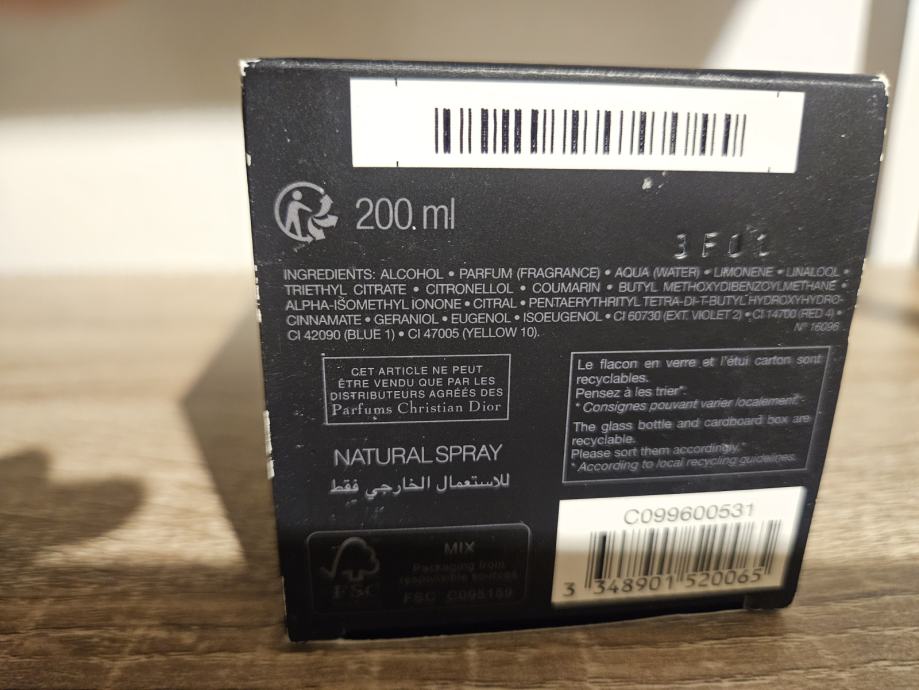 200 ml
3F01
INGREDIENTS: ALCOHOL • PARFUM (FRAGRANCE) • AQUA (WATER) • LIMONENE • LINALOOL •
TRIETHYL CITRATE • CITRONELLOL • COUMARIN • BUTYL METHOXYDIBENZOYLMETHANE •
ALPHA-ISOMETHYL IONONE • CITRAL • PENTAERYTHRITYL TETRA-DI-T-BUTYL HYDROXYHYDRO-
CINNAMATE • GERANIOL • EUGENOL • ISOEUGENOL • CI 60730 (EXT. VIOLET 2) • CI 14700 (RED 4) •
CI 42090 (BLUE 1) • CI 47005 (YELLOW 10).
N° 16096
CET ARTICLE NE PEUT
ÊTRE VENDU QUE PAR LES
DISTRIBUTEURS AGRÉÉS DES
Parfums Christian Dior
Le flacon en verre et l'étui carton sont
recyclables.
Pensez à les trier*.
* Consignes pouvant varier localement.
The glass bottle and cardboard box are
recyclable.
Please sort them accordingly.*
* According to local recycling guidelines.
NATURAL SPRAY
للاستعمال الخارجي فقط
MIX
Packaging from
responsible sources
FSC
FSC C095159
C099600531
3 348901 520065